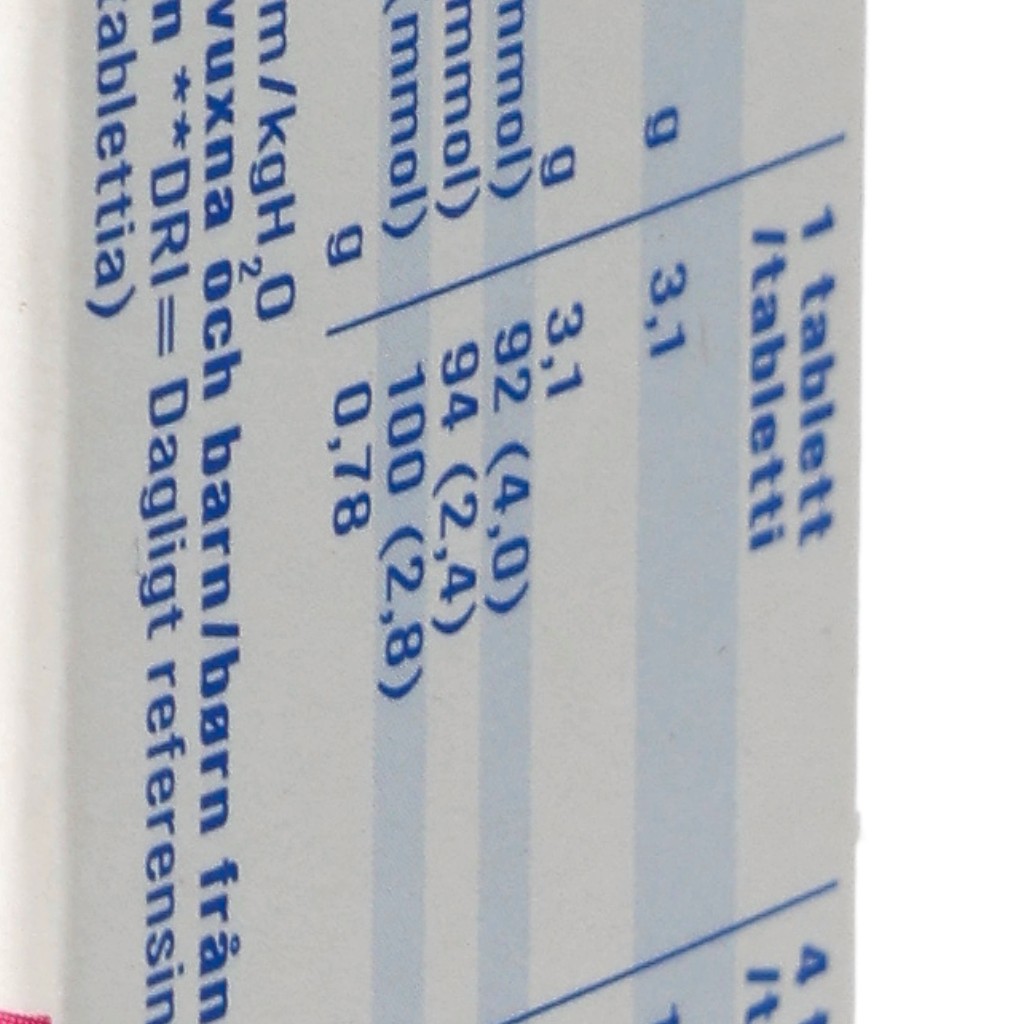 1 tablett 4
/tabletti
g 3,1
g 3,1
mmol) 92 (4,0)
mmol) 94 (2,4)
(mmol) 100 (2,8)
g 0,78
m/kgH₂O
vuxna och barn/børn från
n **DRI= Dagligt referensin
tablettia)